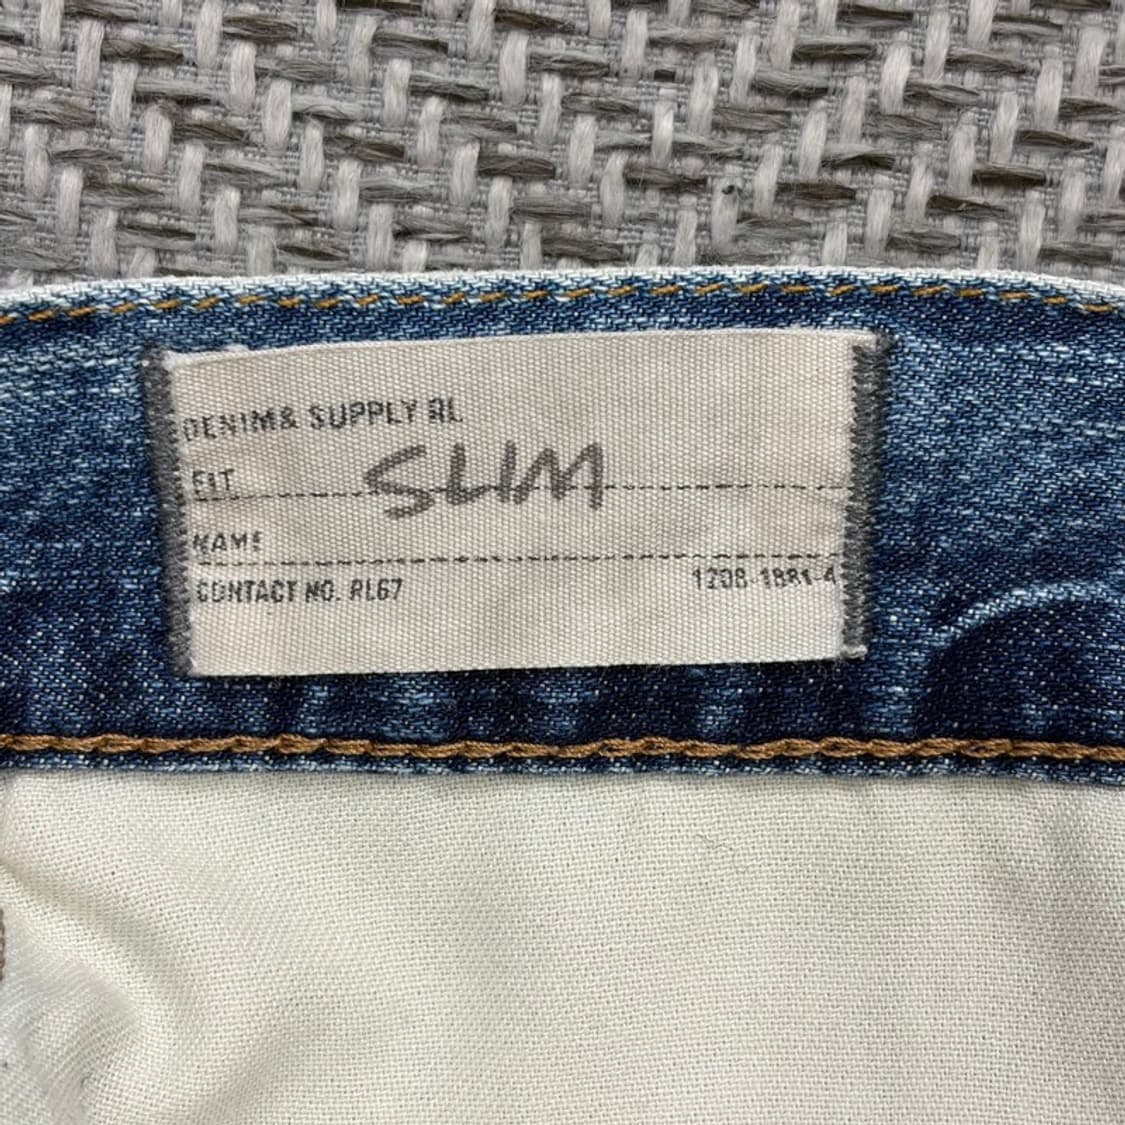 DENIM & SUPPLY RL
FIT SLIM
NAME
CONTACT NO. RL67 1208-1881-4